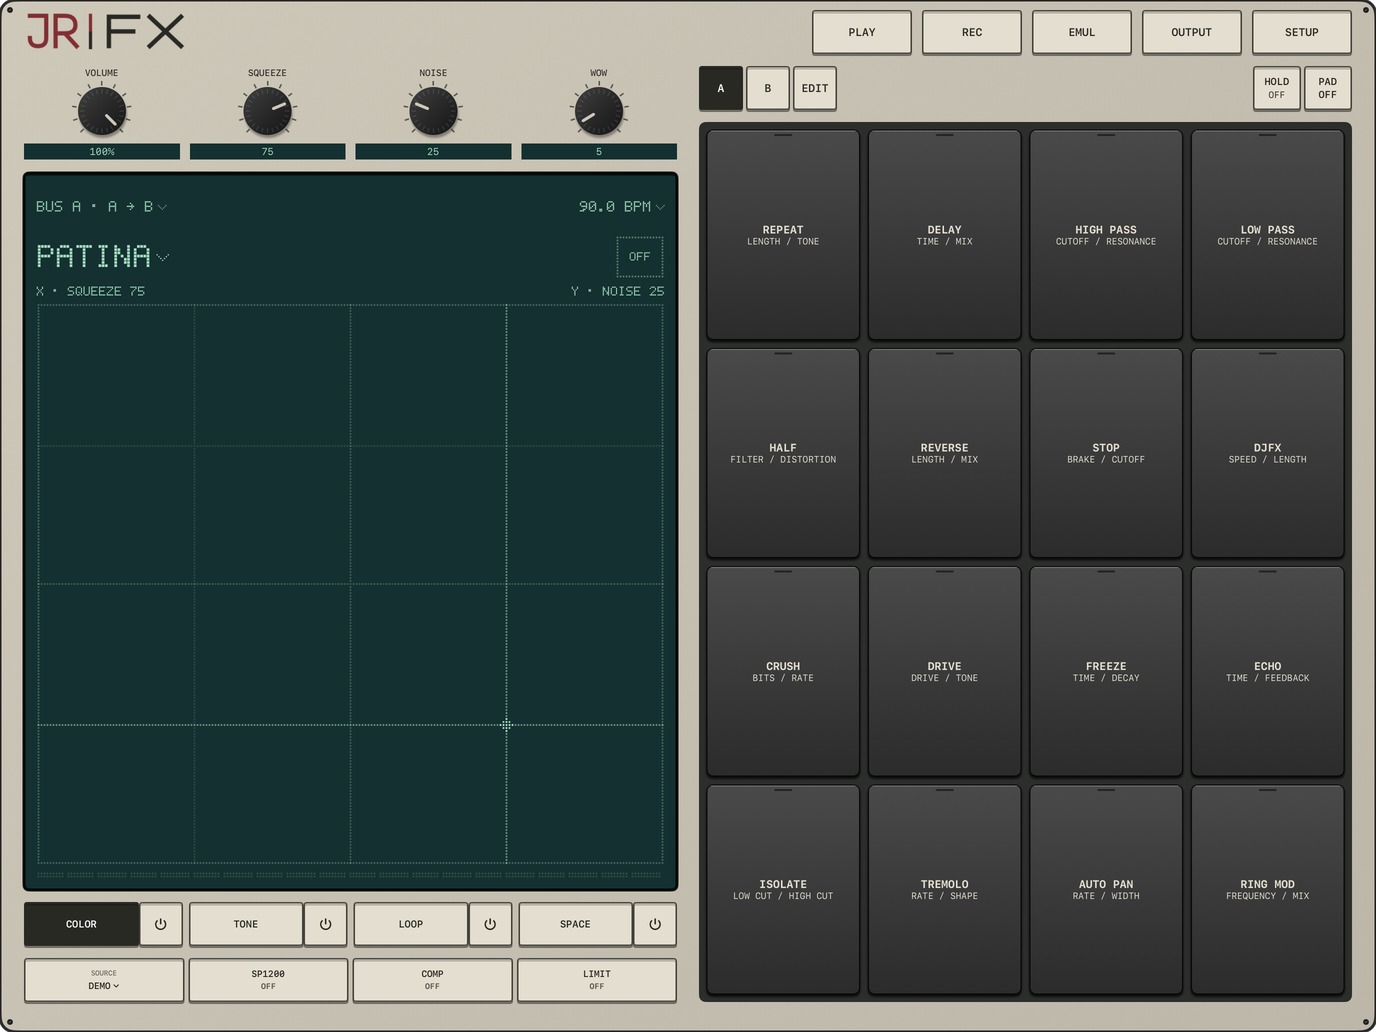 JR|FX
PLAY
REC
EMUL
OUTPUT
SETUP
VOLUME
SQUEEZE
NOISE
WOW
100%
75
25
5
A
B
EDIT
HOLD
OFF
PAD
OFF
BUS A · A → B
90.0 BPM
PATINA
OFF
X · SQUEEZE 75
Y · NOISE 25
REPEAT
LENGTH / TONE
DELAY
TIME / MIX
HIGH PASS
CUTOFF / RESONANCE
LOW PASS
CUTOFF / RESONANCE
HALF
FILTER / DISTORTION
REVERSE
LENGTH / MIX
STOP
BRAKE / CUTOFF
DJFX
SPEED / LENGTH
CRUSH
BITS / RATE
DRIVE
DRIVE / TONE
FREEZE
TIME / DECAY
ECHO
TIME / FEEDBACK
ISOLATE
LOW CUT / HIGH CUT
TREMOLO
RATE / SHAPE
AUTO PAN
RATE / WIDTH
RING MOD
FREQUENCY / MIX
COLOR
TONE
LOOP
SPACE
SOURCE
DEMO
SP1200
OFF
COMP
OFF
LIMIT
OFF